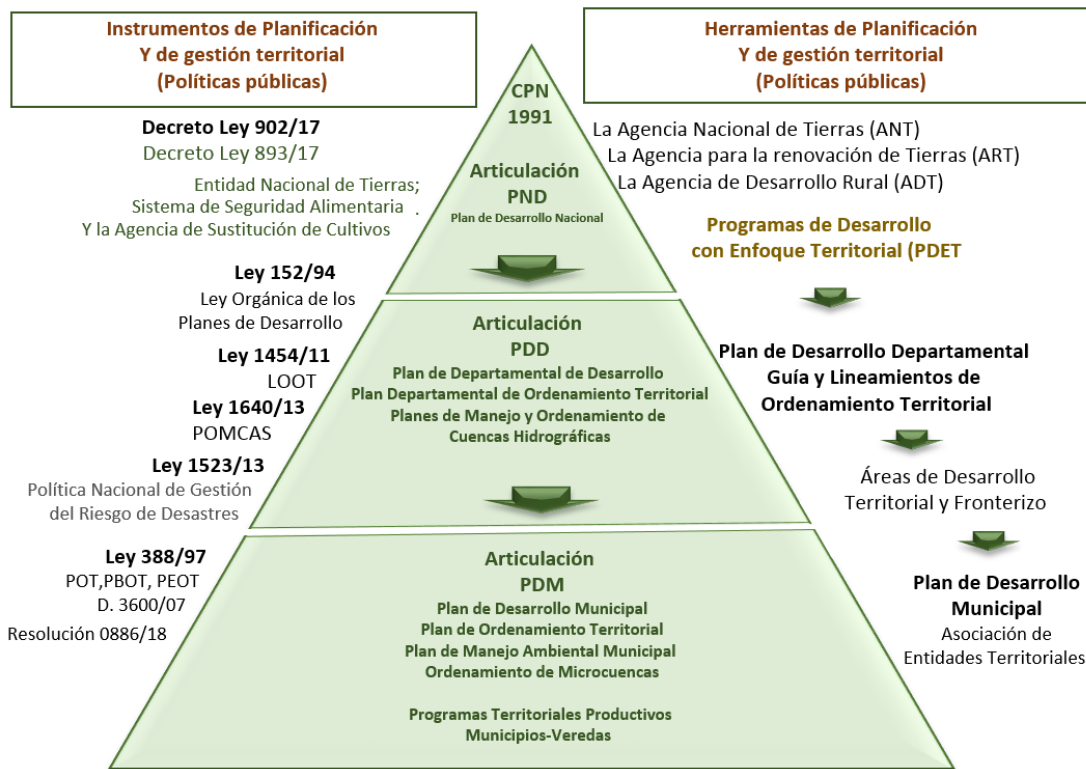 Instrumentos de Planificación
Y de gestión territorial
(Políticas públicas)
Decreto Ley 902/17
Decreto Ley 893/17
Entidad Nacional de Tierras;
Sistema de Seguridad Alimentaria .
Y la Agencia de Sustitución de Cultivos
Ley 152/94
Ley Orgánica de los
Planes de Desarrollo
Ley 1454/11
LOOT
Ley 1640/13
POMCAS
Ley 1523/13
Política Nacional de Gestión
del Riesgo de Desastres
Ley 388/97
POT,PBOT, PEOT
D. 3600/07
Resolución 0886/18
CPN
1991
Articulación
PND
Plan de Desarrollo Nacional
Articulación
PDD
Plan de Departamental de Desarrollo
Plan Departamental de Ordenamiento Territorial
Planes de Manejo y Ordenamiento de
Cuencas Hidrográficas
Articulación
PDM
Plan de Desarrollo Municipal
Plan de Ordenamiento Territorial
Plan de Manejo Ambiental Municipal
Ordenamiento de Microcuencas
Programas Territoriales Productivos
Municipios-Veredas
Herramientas de Planificación
Y de gestión territorial
(Políticas públicas)
La Agencia Nacional de Tierras (ANT)
La Agencia para la renovación de Tierras (ART)
La Agencia de Desarrollo Rural (ADT)
Programas de Desarrollo
con Enfoque Territorial (PDET
Plan de Desarrollo Departamental
Guía y Lineamientos de
Ordenamiento Territorial
Áreas de Desarrollo
Territorial y Fronterizo
Plan de Desarrollo
Municipal
Asociación de
Entidades Territoriales